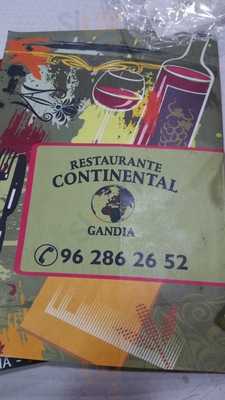 RESTAURANTE
CONTINENTAL
GANDIA
96 286 26 52